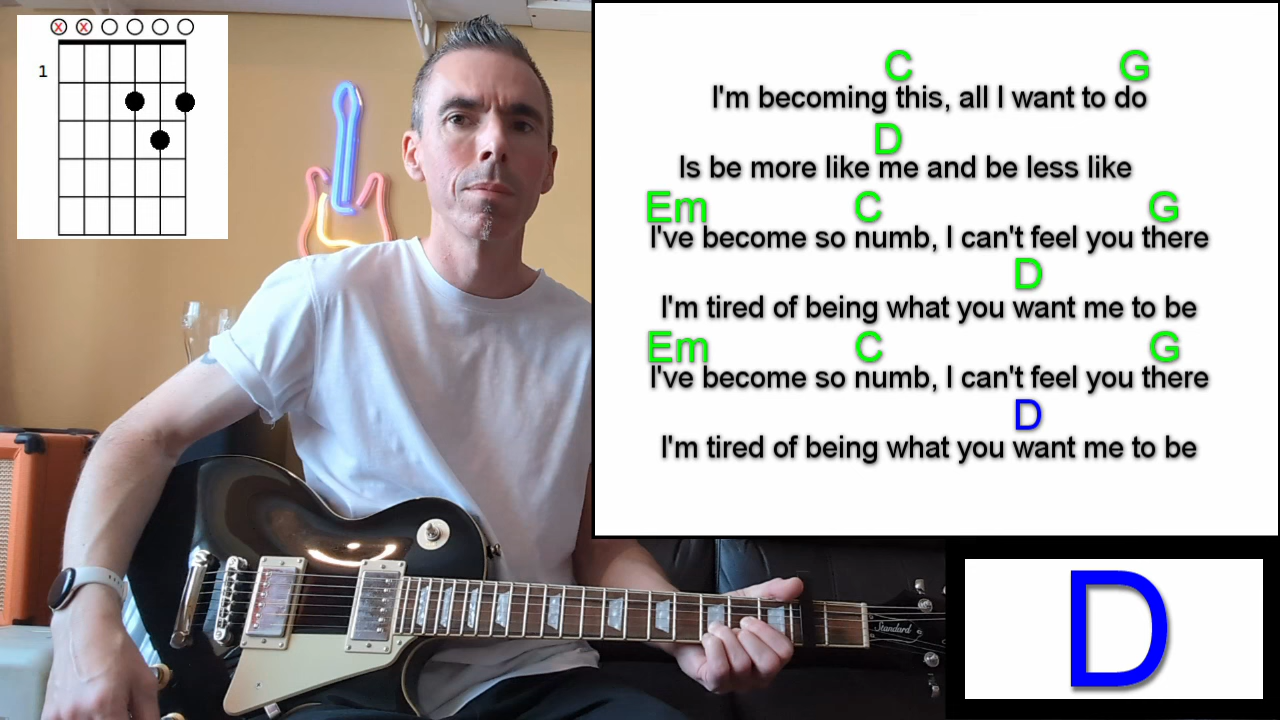 X X O O O O
1
C G
I'm becoming this, all I want to do
D
Is be more like me and be less like
Em C G
I've become so numb, I can't feel you there
D
I'm tired of being what you want me to be
Em C G
I've become so numb, I can't feel you there
D
I'm tired of being what you want me to be
Standard
D